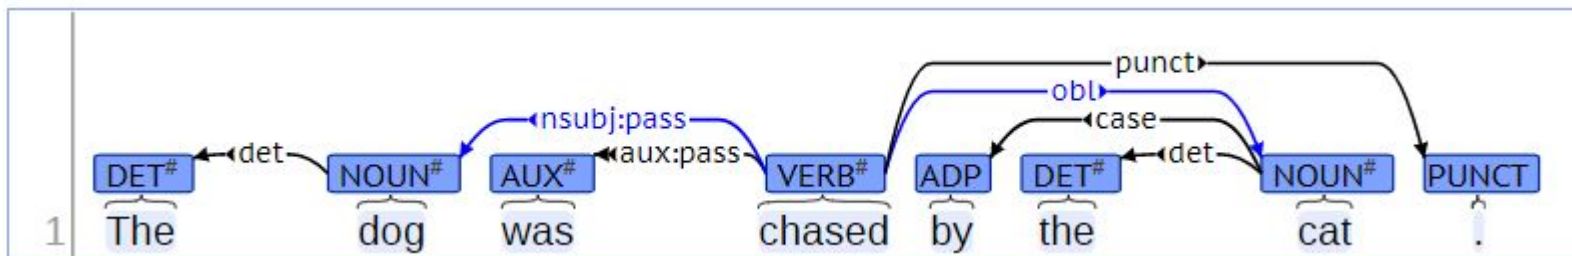 punct
obl
nsubj:pass case
det aux:pass det
DET# NOUN# AUX# VERB# ADP DET# NOUN# PUNCT
1 The dog was chased by the cat .